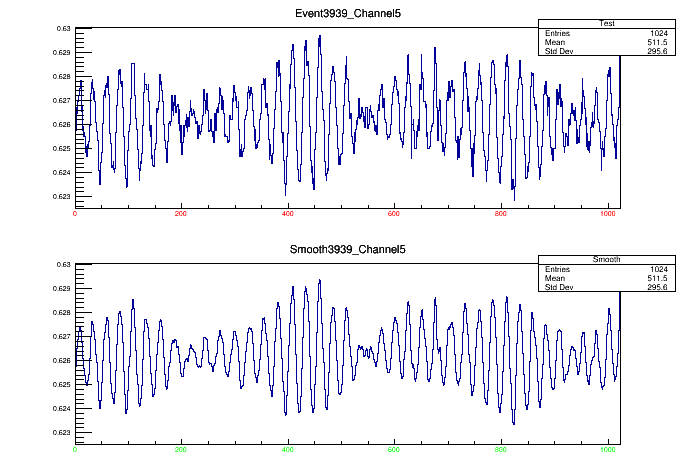 Event3939_Channel5
Test
Entries 1024
Mean 511.5
Std Dev 295.6
0.63
0.629
0.628
0.627
0.626
0.625
0.624
0.623
0 200 400 600 800 1000
Smooth3939_Channel5
Smooth
Entries 1024
Mean 511.5
Std Dev 295.6
0.63
0.629
0.628
0.627
0.626
0.625
0.624
0.623
0 200 400 600 800 1000